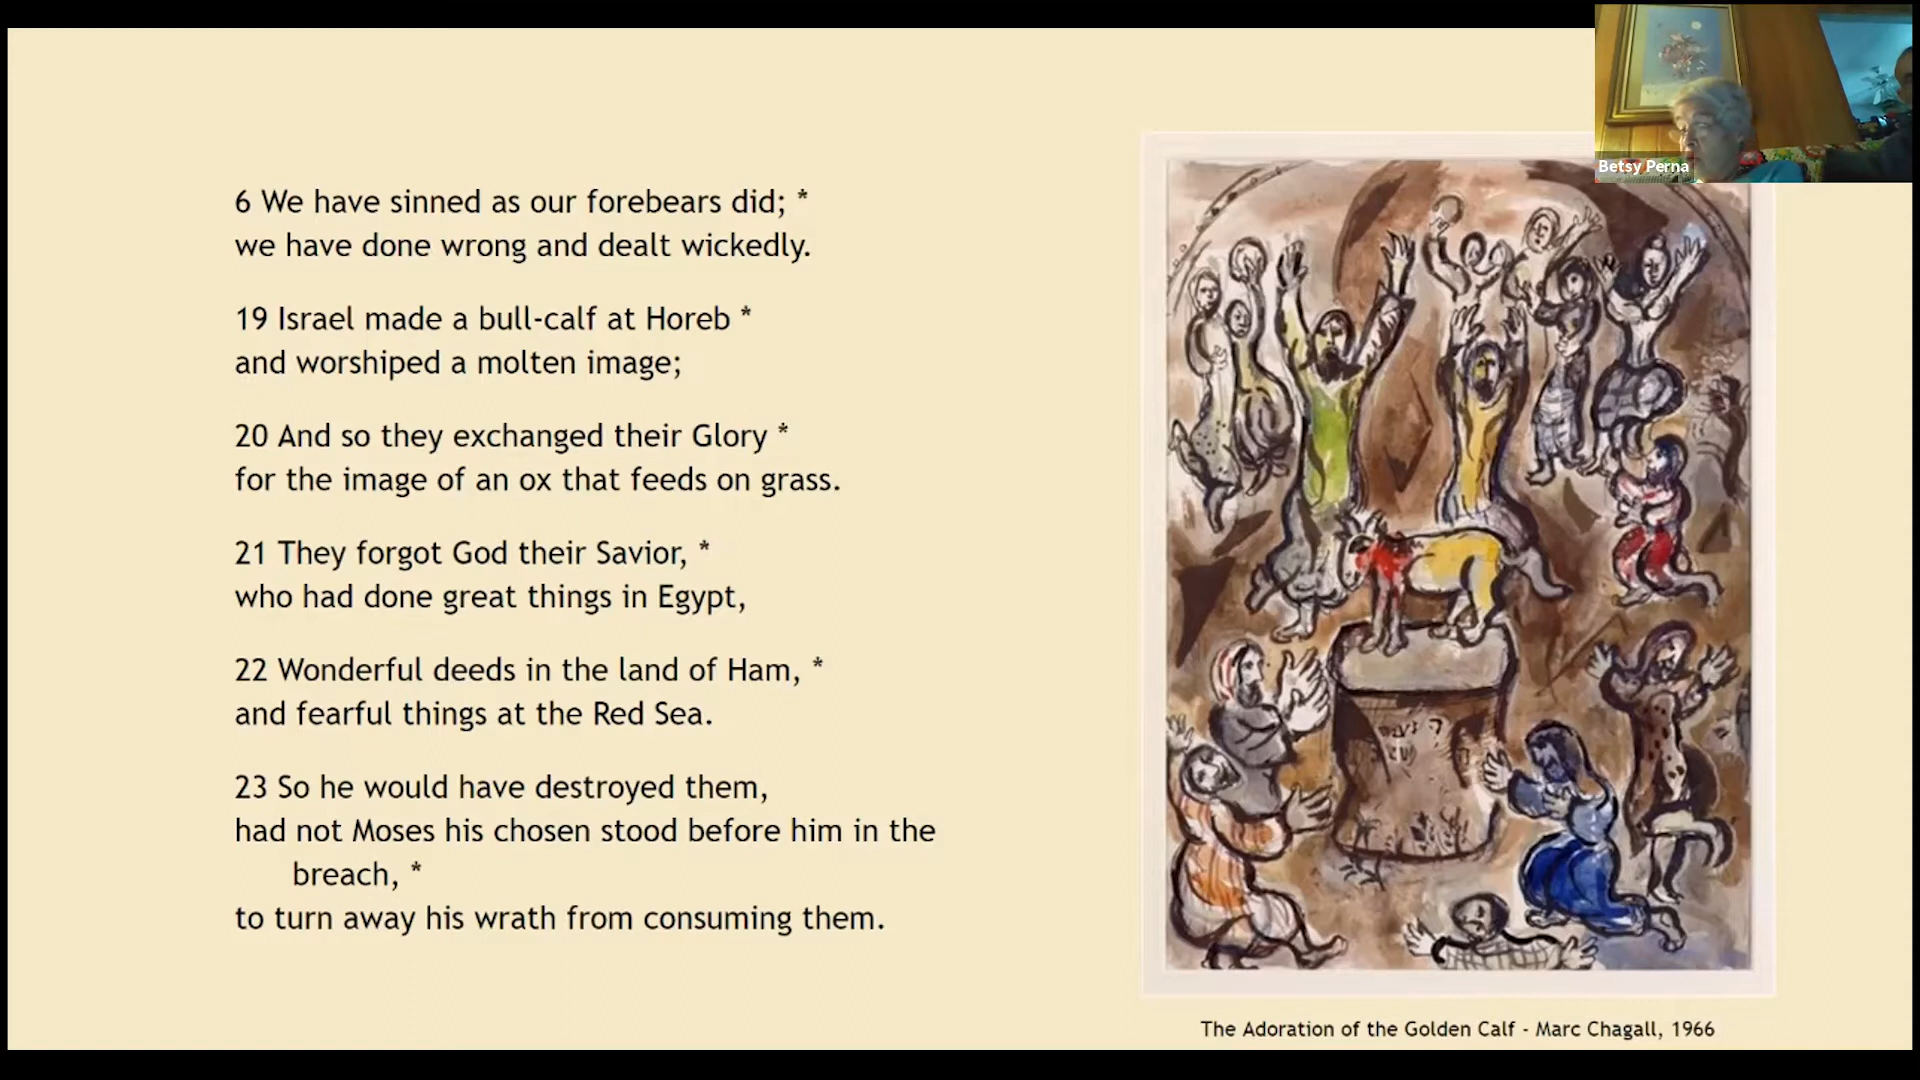 Betsy Perna
6 We have sinned as our forebears did; *
we have done wrong and dealt wickedly.
19 Israel made a bull-calf at Horeb *
and worshiped a molten image;
20 And so they exchanged their Glory *
for the image of an ox that feeds on grass.
21 They forgot God their Savior, *
who had done great things in Egypt,
22 Wonderful deeds in the land of Ham, *
and fearful things at the Red Sea.
23 So he would have destroyed them,
had not Moses his chosen stood before him in the
breach, *
to turn away his wrath from consuming them.
The Adoration of the Golden Calf - Marc Chagall, 1966